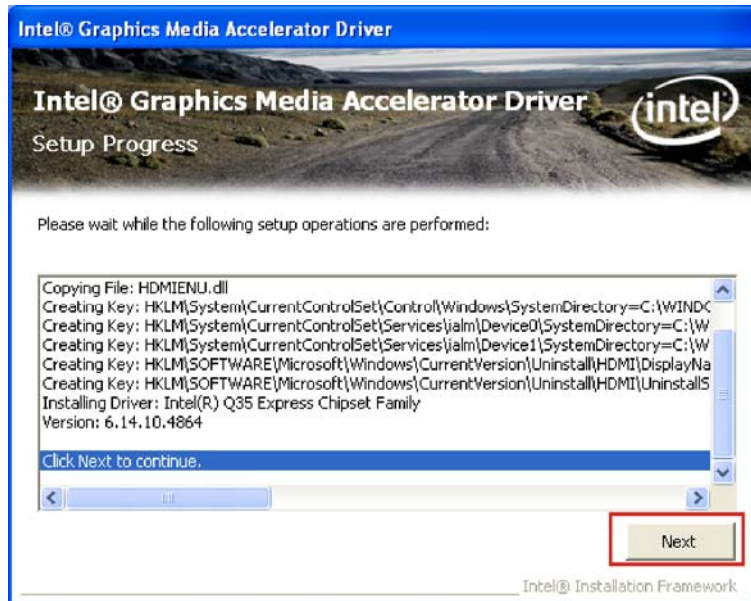 Intel® Graphics Media Accelerator Driver
Intel® Graphics Media Accelerator Driver
intel
Setup Progress
Please wait while the following setup operations are performed:
Copying File: HDMIENU.dll
Creating Key: HKLM\System\CurrentControlSet\Control\Windows\SystemDirectory=C:\WINDO
Creating Key: HKLM\System\CurrentControlSet\Services\ialm\Device0\SystemDirectory=C:\W
Creating Key: HKLM\System\CurrentControlSet\Services\ialm\Device1\SystemDirectory=C:\W
Creating Key: HKLM\SOFTWARE\Microsoft\Windows\CurrentVersion\Uninstall\HDMI\DisplayNa
Creating Key: HKLM\SOFTWARE\Microsoft\Windows\CurrentVersion\Uninstall\HDMI\UninstallS
Installing Driver: Intel(R) Q35 Express Chipset Family
Version: 6.14.10.4864
Click Next to continue.
Next
Intel® Installation Framework